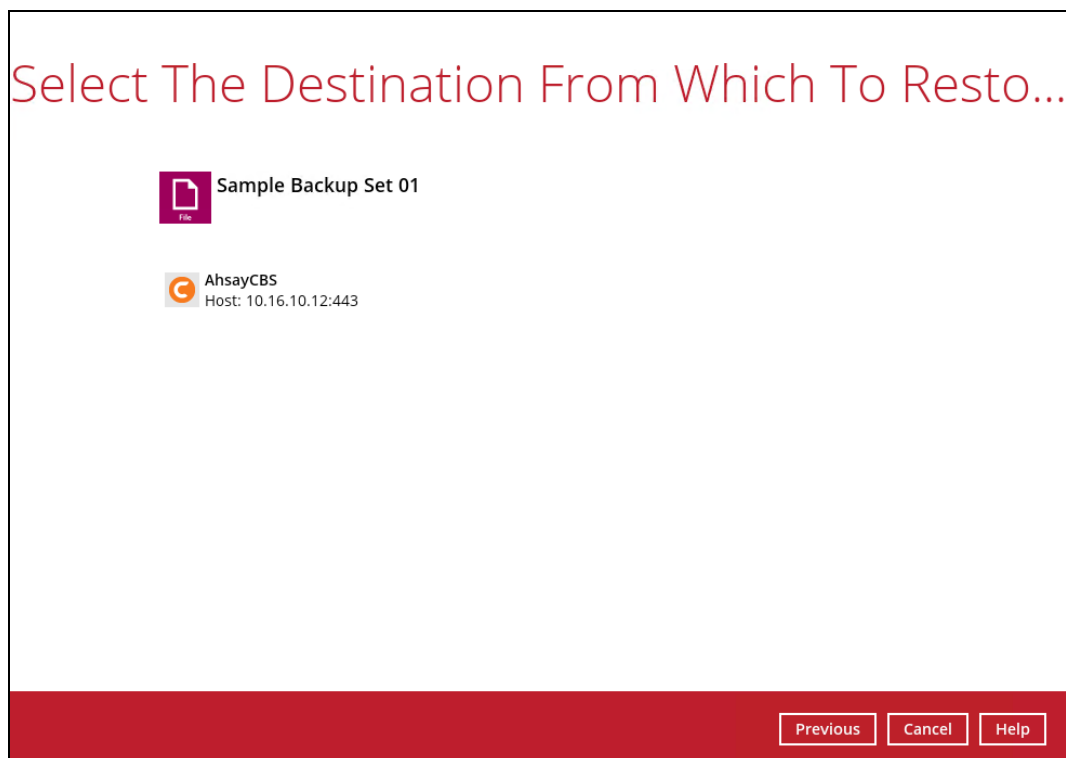 Select The Destination From Which To Resto...
Sample Backup Set 01
File
AhsayCBS
Host: 10.16.10.12:443
Previous Cancel Help